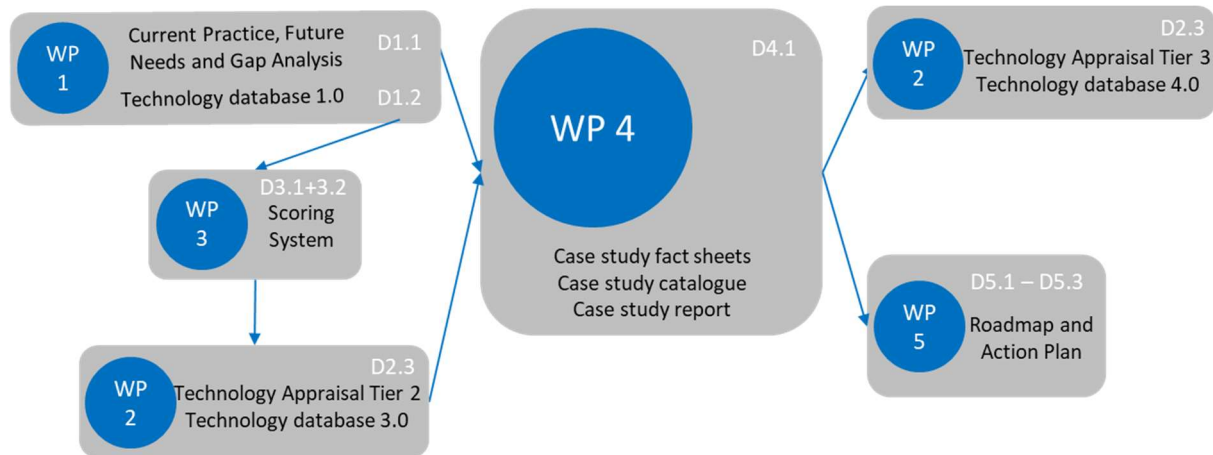 WP
1
Current Practice, Future
Needs and Gap Analysis
D1.1
Technology database 1.0
D1.2
WP
3
D3.1+3.2
Scoring
System
WP
2
D2.3
Technology Appraisal Tier 2
Technology database 3.0
WP 4
D4.1
Case study fact sheets
Case study catalogue
Case study report
WP
2
D2.3
Technology Appraisal Tier 3
Technology database 4.0
WP
5
D5.1 – D5.3
Roadmap and
Action Plan